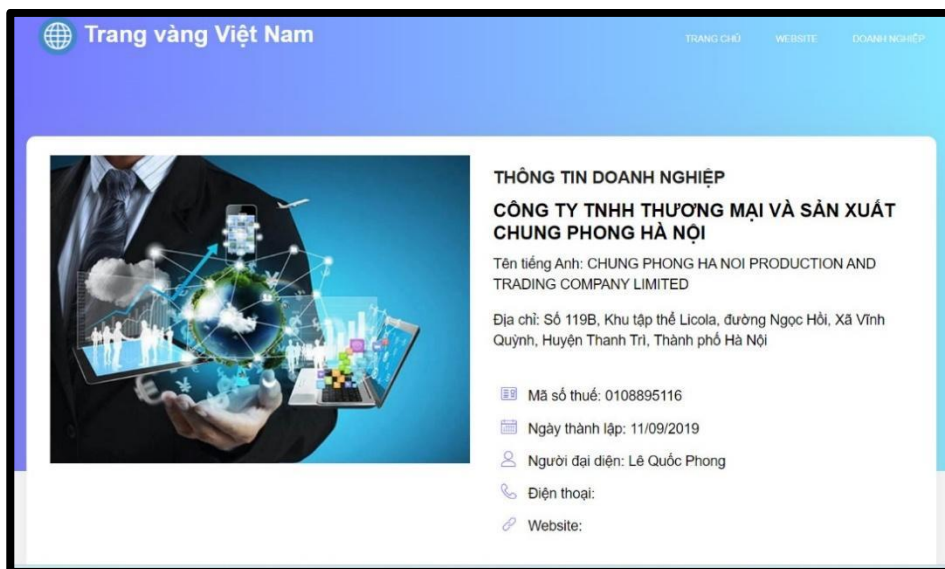 Trang vàng Việt Nam
TRANG CHỦ WEBSITE DOANH NGHIỆP
THÔNG TIN DOANH NGHIỆP
CÔNG TY TNHH THƯƠNG MẠI VÀ SẢN XUẤT
CHUNG PHONG HÀ NỘI
Tên tiếng Anh: CHUNG PHONG HA NOI PRODUCTION AND
TRADING COMPANY LIMITED
Địa chỉ: Số 119B, Khu tập thể Licola, đường Ngọc Hồi, Xã Vĩnh
Quỳnh, Huyện Thanh Trì, Thành phố Hà Nội
Mã số thuế: 0108895116
Ngày thành lập: 11/09/2019
Người đại diện: Lê Quốc Phong
Điện thoại:
Website: